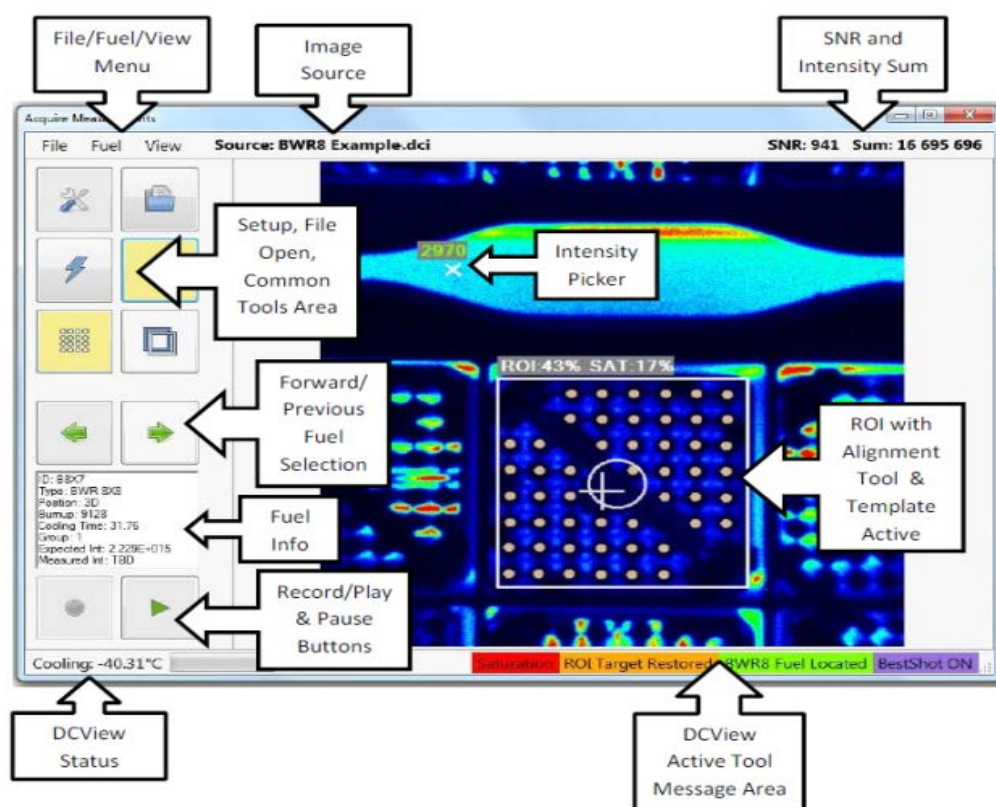 File/Fuel/View
Menu
Image
Source
SNR and
Intensity Sum
Acquire Meas
nts
File Fuel View Source: BWR8 Example.dci SNR: 941 Sum: 16 695 696
Setup, File
Open,
Common
Tools Area
2970
Intensity
Picker
ROI:43% SAT:17%
Forward/
Previous
Fuel
Selection
ROI with
Alignment
Tool &
Template
Active
ID: B8X7
Type: BWR 8X8
Position: 3D
Burnup: 9128
Cooling Time: 31.75
Group: 1
Expected Int: 2.229E+015
Measured Int: TBD
Fuel
Info
Record/Play
& Pause
Buttons
Cooling: -40.31°C Saturation ROI Target Restored BWR8 Fuel Located BestShot ON
DCView
Status
DCView
Active Tool
Message Area